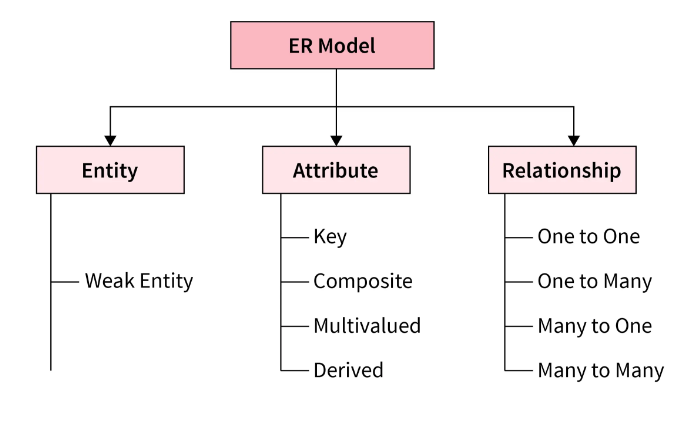 ER Model
Entity
Attribute
Relationship
Weak Entity
Key
Composite
Multivalued
Derived
One to One
One to Many
Many to One
Many to Many